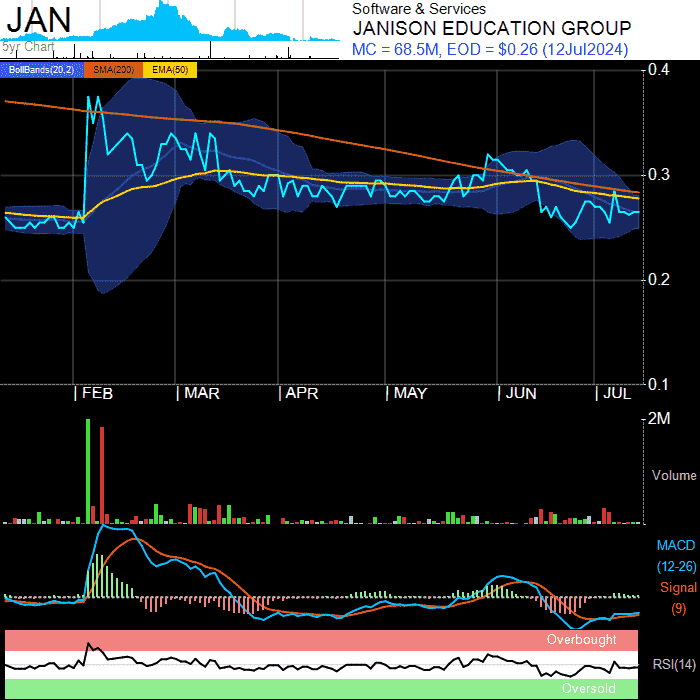 JAN
5yr Chart
Software & Services
JANISON EDUCATION GROUP
MC = 68.5M, EOD = $0.26 (12Jul2024)
BollBands(20,2) SMA(200) EMA(50)
0.4
0.3
0.2
0.1
| FEB | MAR | APR | MAY | JUN | JUL
2M
Volume
MACD
(12-26)
Signal
(9)
Overbought
RSI(14)
Oversold